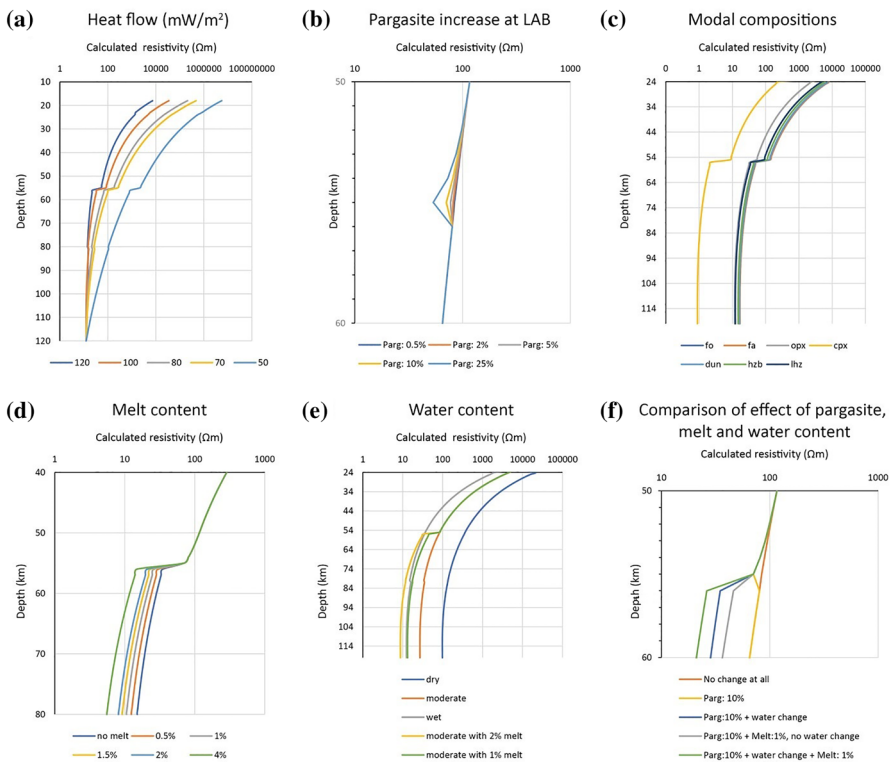 (a) Heat flow (mW/m²)
Calculated resistivity (Ωm)
1 100 10000 1000000 100000000
10
20
30
40
50
60
70
80
90
100
110
120
Depth (km)
120 100 80 70 50
(b) Pargasite increase at LAB
Calculated resistivity (Ωm)
10 100 1000
50
60
Depth (km)
Parg: 0.5% Parg: 2% Parg: 5%
Parg: 10% Parg: 25%
(c) Modal compositions
Calculated resistivity (Ωm)
0 1 10 100 1000 10000 100000
24
34
44
54
64
74
84
94
104
114
Depth (km)
fo fa opx cpx
dun hzb lhz
(d) Melt content
Calculated resistivity (Ωm)
1 10 100 1000
40
50
60
70
80
Depth (km)
no melt 0.5% 1%
1.5% 2% 4%
(e) Water content
Calculated resistivity (Ωm)
1 10 100 1000 10000 100000
24
34
44
54
64
74
84
94
104
114
Depth (km)
dry
moderate
wet
moderate with 2% melt
moderate with 1% melt
(f) Comparison of effect of pargasite,
melt and water content
Calculated resistivity (Ωm)
10 100 1000
50
60
Depth (km)
No change at all
Parg: 10%
Parg:10% + water change
Parg:10% + Melt:1%, no water change
Parg:10% + water change + Melt: 1%